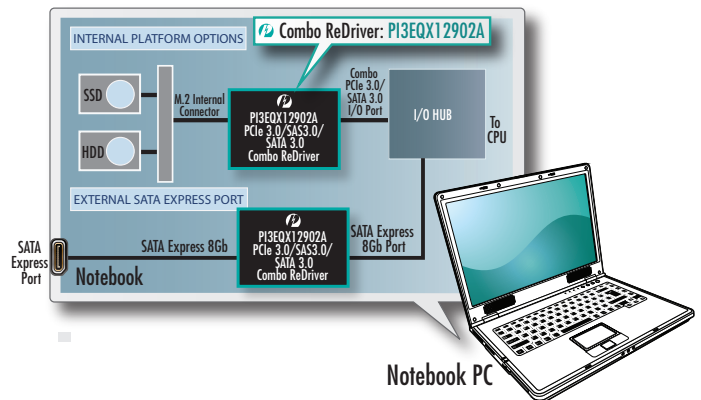 INTERNAL PLATFORM OPTIONS
Combo ReDriver: PI3EQX12902A
SSD
HDD
M.2 Internal
Connector
PI3EQX12902A
PCIe 3.0/SAS3.0/
SATA 3.0
Combo ReDriver
Combo
PCIe 3.0/
SATA 3.0
I/O Port
I/O HUB
To
CPU
EXTERNAL SATA EXPRESS PORT
SATA
Express
Port
SATA Express 8Gb
PI3EQX12902A
PCIe 3.0/SAS3.0/
SATA 3.0
Combo ReDriver
SATA Express
8Gb Port
Notebook
Notebook PC